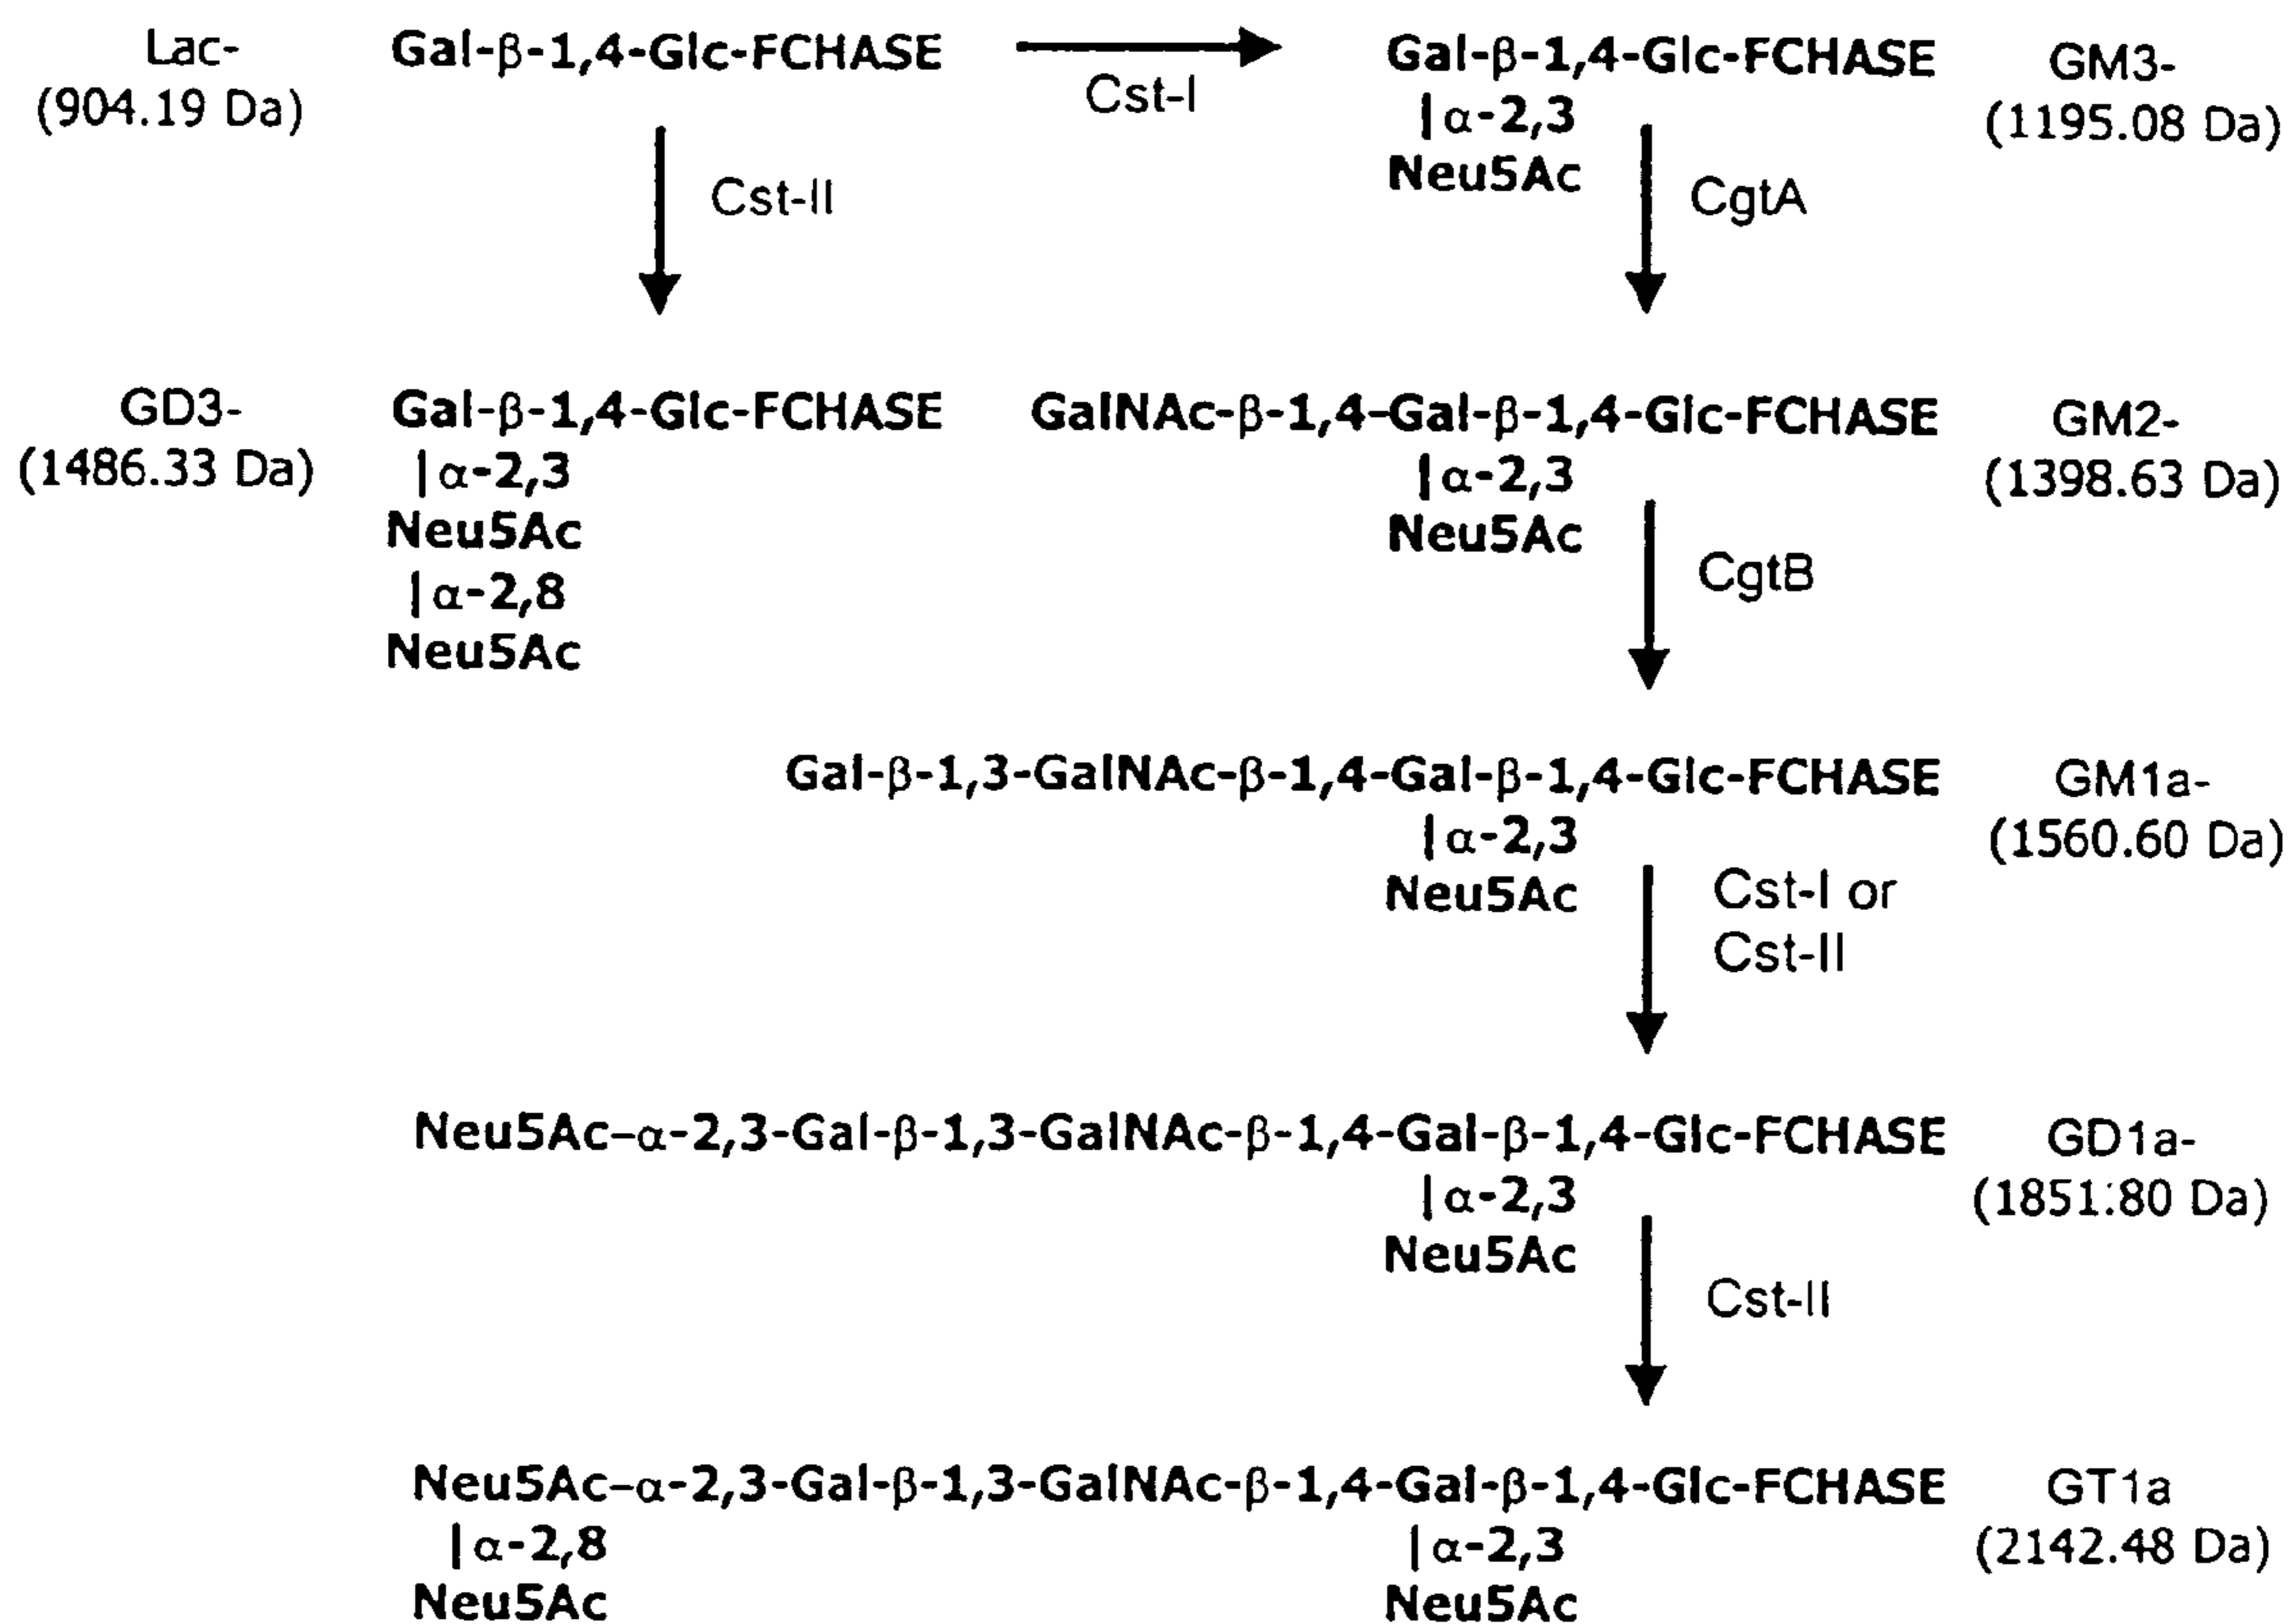 Lac-
(904.19 Da)
Gal-β-1,4-Glc-FCHASE
Cst-I
Gal-β-1,4-Glc-FCHASE
|α-2,3
Neu5Ac
GM3-
(1195.08 Da)
Cst-II
CgtA
GD3-
(1486.33 Da)
Gal-β-1,4-Glc-FCHASE
|α-2,3
Neu5Ac
|α-2,8
Neu5Ac
GalNAc-β-1,4-Gal-β-1,4-Glc-FCHASE
|α-2,3
Neu5Ac
GM2-
(1398.63 Da)
CgtB
Gal-β-1,3-GalNAc-β-1,4-Gal-β-1,4-Glc-FCHASE
|α-2,3
Neu5Ac
GM1a-
(1560.60 Da)
Cst-I or
Cst-II
Neu5Ac-α-2,3-Gal-β-1,3-GalNAc-β-1,4-Gal-β-1,4-Glc-FCHASE
|α-2,3
Neu5Ac
GD1a-
(1851.80 Da)
Cst-II
Neu5Ac-α-2,3-Gal-β-1,3-GalNAc-β-1,4-Gal-β-1,4-Glc-FCHASE
|α-2,8
Neu5Ac
|α-2,3
Neu5Ac
GT1a
(2142.48 Da)